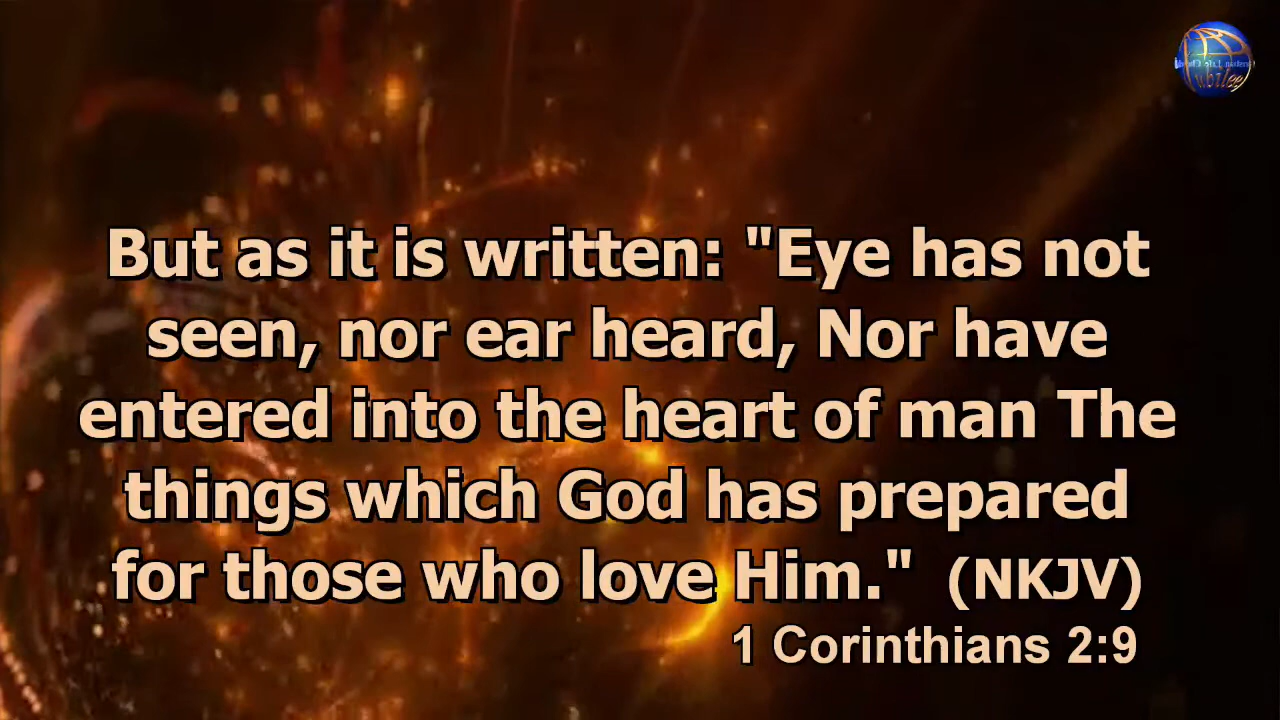 But as it is written: "Eye has not
seen, nor ear heard, Nor have
entered into the heart of man The
things which God has prepared
for those who love Him." (NKJV)
1 Corinthians 2:9
Jubilee